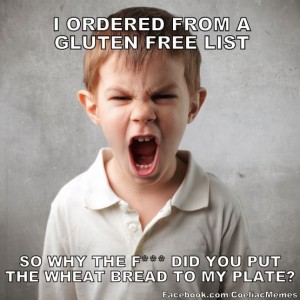 I ORDERED FROM A
GLUTEN FREE LIST
SO WHY THE F*** DID YOU PUT
THE WHEAT BREAD TO MY PLATE?
Facebook.com/CoeliacMemes